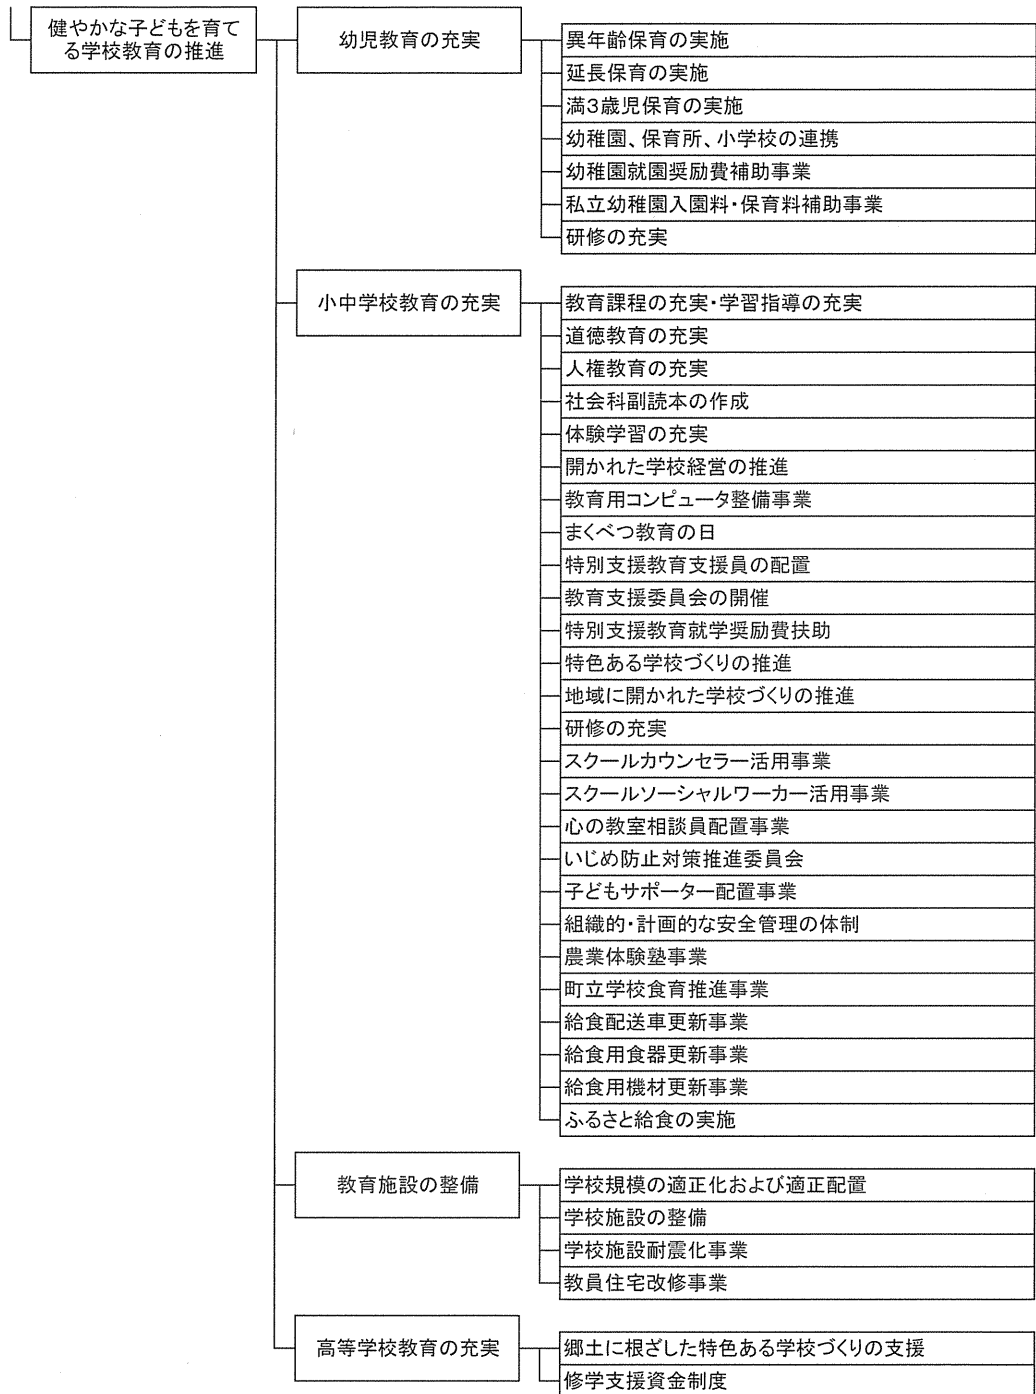 健やかな子どもを育て
る学校教育の推進
幼児教育の充実
異年齢保育の実施
延長保育の実施
満3歳児保育の実施
幼稚園、保育所、小学校の連携
幼稚園就園奨励費補助事業
私立幼稚園入園料・保育料補助事業
研修の充実
小中学校教育の充実
教育課程の充実・学習指導の充実
道徳教育の充実
人権教育の充実
社会科副読本の作成
体験学習の充実
開かれた学校経営の推進
教育用コンピュータ整備事業
まくべつ教育の日
特別支援教育支援員の配置
教育支援委員会の開催
特別支援教育就学奨励費扶助
特色ある学校づくりの推進
地域に開かれた学校づくりの推進
研修の充実
スクールカウンセラー活用事業
スクールソーシャルワーカー活用事業
心の教室相談員配置事業
いじめ防止対策推進委員会
子どもサポーター配置事業
組織的・計画的な安全管理の体制
農業体験塾事業
町立学校食育推進事業
給食配送車更新事業
給食用食器更新事業
給食用機材更新事業
ふるさと給食の実施
教育施設の整備
学校規模の適正化および適正配置
学校施設の整備
学校施設耐震化事業
教員住宅改修事業
高等学校教育の充実
郷土に根ざした特色ある学校づくりの支援
修学支援資金制度